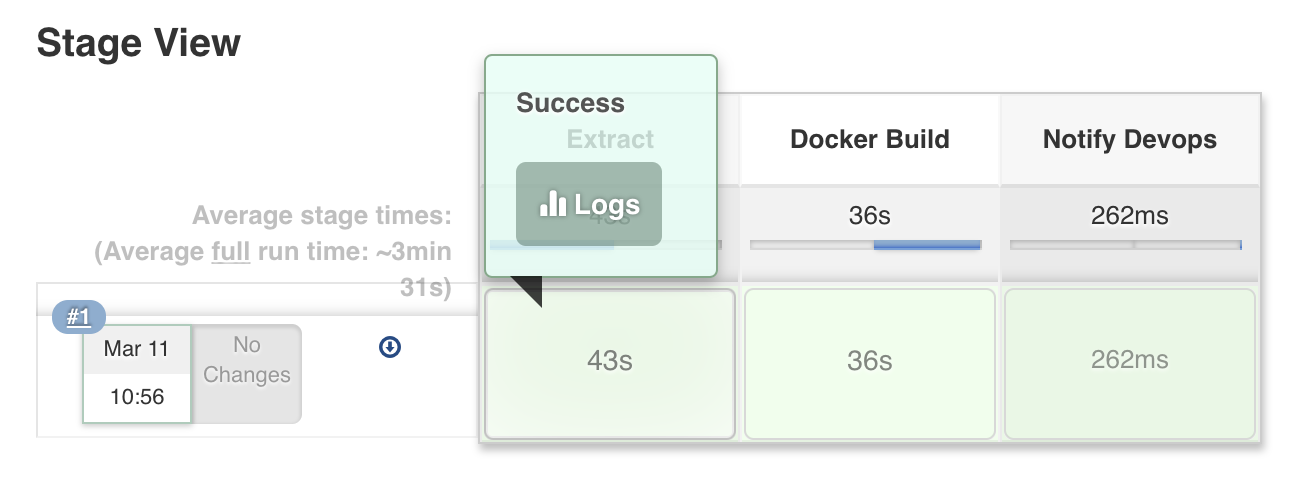 Stage View
Success
Extract
Docker Build
Notify Devops
Logs
43s
36s
262ms
Average stage times:
(Average full run time: ~3min
31s)
#1
Mar 11
10:56
No
Changes
43s
36s
262ms